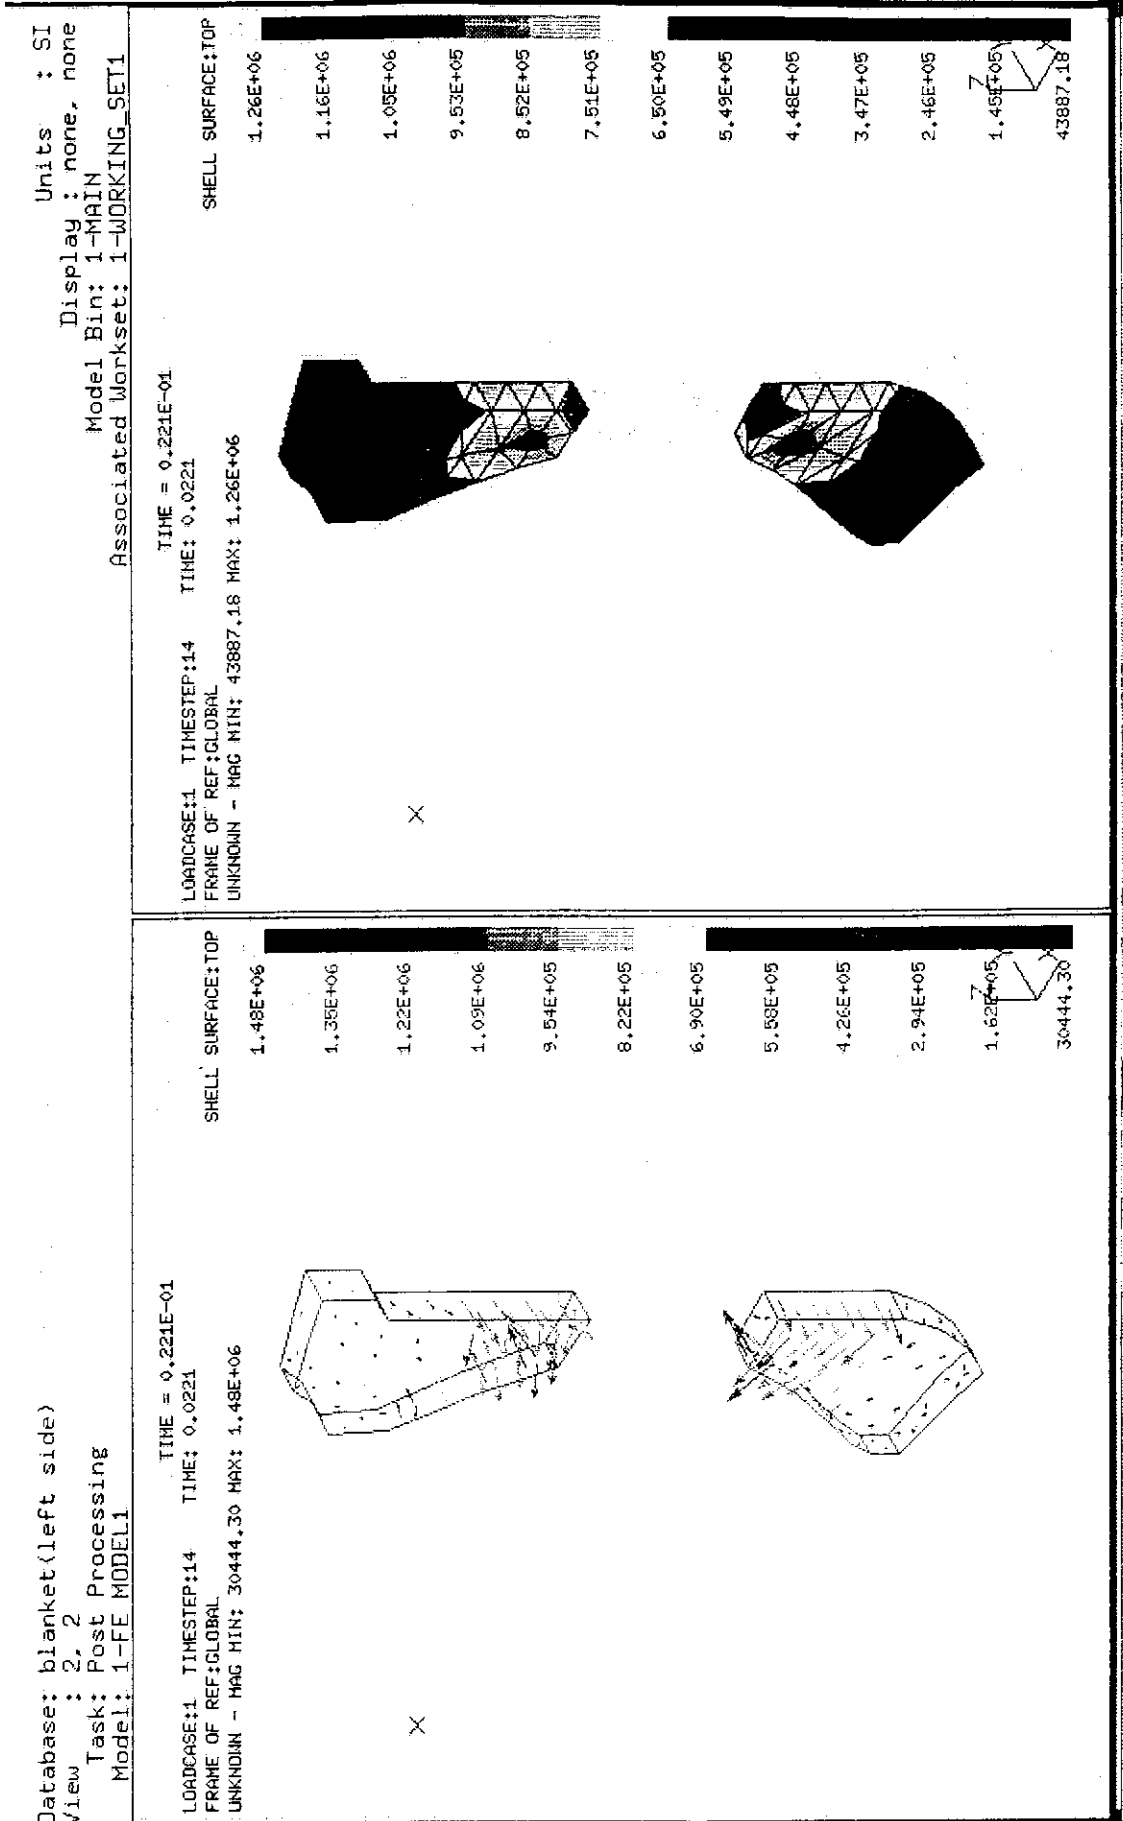 Database: blanket(left side)
View : 2, 2
Task: Post Processing
Model: 1-FE MODEL1
Units : SI
Display : none, none
Model Bin: 1-MAIN
Associated Workset: 1-WORKING_SET1
TIME = 0.221E-01
LOADCASE:1 TIMESTEP:14 TIME: 0.0221
FRAME OF REF:GLOBAL
UNKNOWN - MAG MIN: 30444.30 MAX: 1.48E+06
SHELL SURFACE:TOP
1.48E+06
1.35E+06
1.22E+06
1.09E+06
9.54E+05
8.22E+05
6.90E+05
5.58E+05
4.26E+05
2.94E+05
1.62E+05
30444.30
Z
X
Y
TIME = 0.221E-01
LOADCASE:1 TIMESTEP:14 TIME: 0.0221
FRAME OF REF:GLOBAL
UNKNOWN - MAG MIN: 43887.18 MAX: 1.26E+06
SHELL SURFACE:TOP
1.26E+06
1.16E+06
1.05E+06
9.53E+05
8.52E+05
7.51E+05
6.50E+05
5.49E+05
4.48E+05
3.47E+05
2.46E+05
1.45E+05
43887.18
Z
X
Y